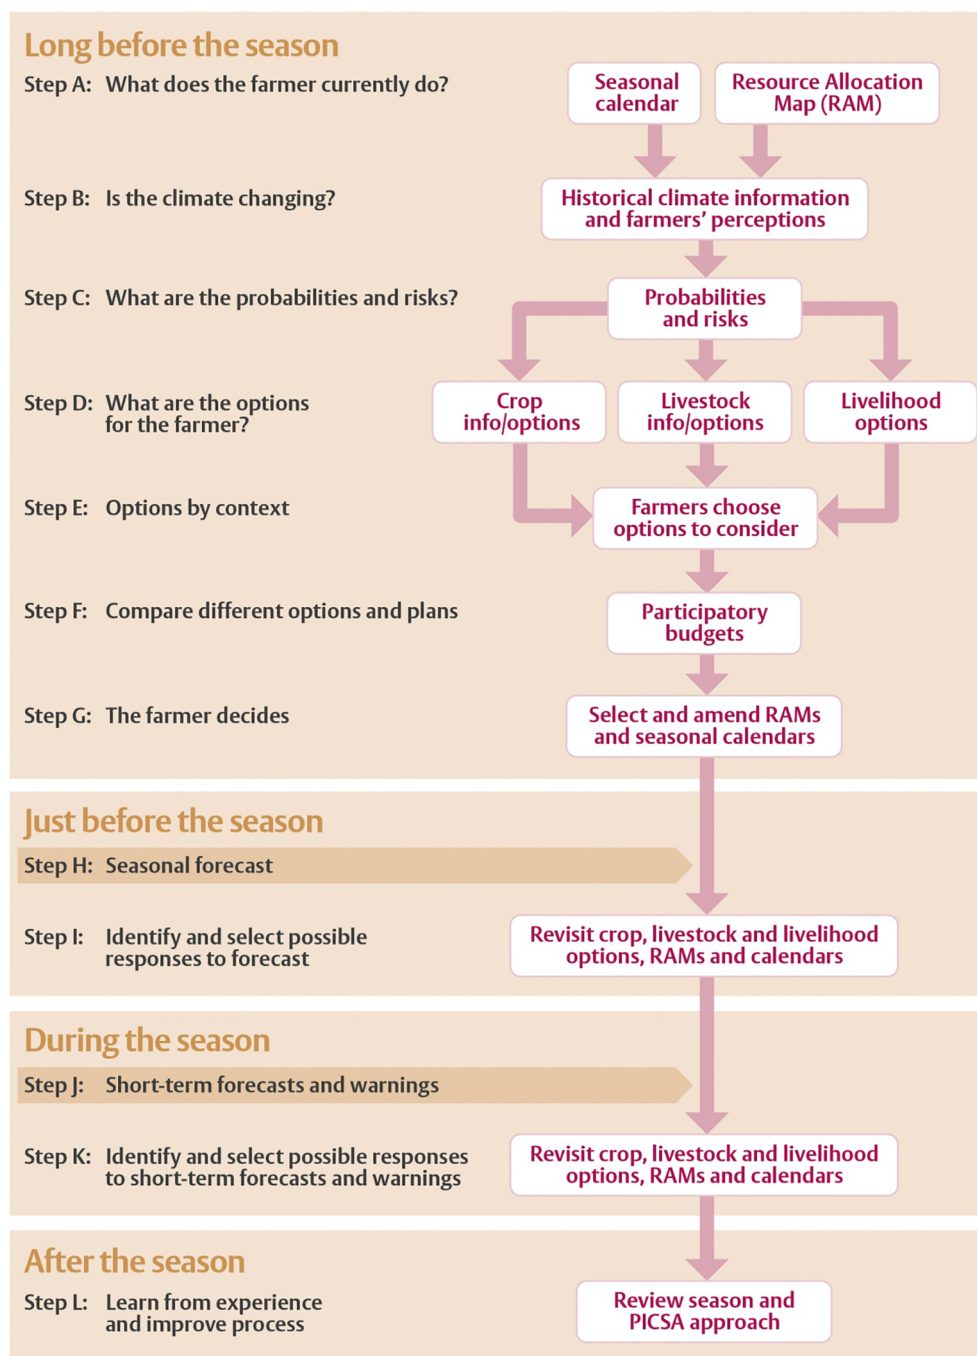 Long before the season
Step A: What does the farmer currently do?
Seasonal
calendar
Resource Allocation
Map (RAM)
Step B: Is the climate changing?
Historical climate information
and farmers’ perceptions
Step C: What are the probabilities and risks?
Probabilities
and risks
Step D: What are the options
for the farmer?
Crop
info/options
Livestock
info/options
Livelihood
options
Step E: Options by context
Farmers choose
options to consider
Step F: Compare different options and plans
Participatory
budgets
Step G: The farmer decides
Select and amend RAMs
and seasonal calendars
Just before the season
Step H: Seasonal forecast
Step I: Identify and select possible
responses to forecast
Revisit crop, livestock and livelihood
options, RAMs and calendars
During the season
Step J: Short-term forecasts and warnings
Step K: Identify and select possible responses
to short-term forecasts and warnings
Revisit crop, livestock and livelihood
options, RAMs and calendars
After the season
Step L: Learn from experience
and improve process
Review season and
PICSA approach